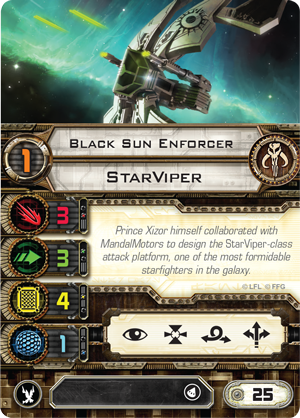 Black Sun Enforcer
1
StarViper
3
3
4
1
Prince Xizor himself collaborated with
MandalMotors to design the StarViper-class
attack platform, one of the most formidable
starfighters in the galaxy.
© LFL. © FFG
25